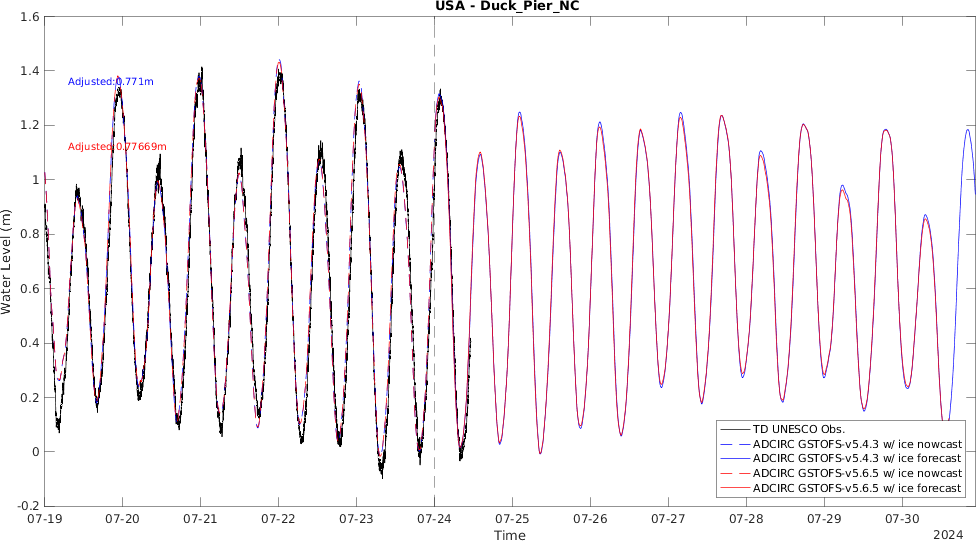 USA - Duck_Pier_NC
1.6
1.4
Adjusted:0.771m
1.2
Adjusted:0.77669m
1
0.8
0.6
0.4
0.2
0
-0.2
Water Level (m)
TD UNESCO Obs.
ADCIRC GSTOFS-v5.4.3 w/ ice nowcast
ADCIRC GSTOFS-v5.4.3 w/ ice forecast
ADCIRC GSTOFS-v5.6.5 w/ ice nowcast
ADCIRC GSTOFS-v5.6.5 w/ ice forecast
07-19 07-20 07-21 07-22 07-23 07-24 07-25 07-26 07-27 07-28 07-29 07-30
Time
2024